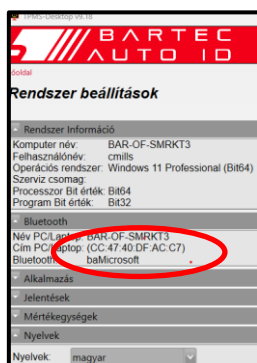 TPMS-Desktop v9.18
BARTEC
AUTO ID
őoldal
Rendszer beállítások
Rendszer Információ
Komputer név: BAR-OF-SMRKT3
Felhasználónév: cmills
Operációs rendszer: Windows 11 Professional (Bit64)
Szerviz csomag:
Processzor Bit érték: Bit64
Program Bit érték: Bit32
Bluetooth
Név PC/Laptop: BAR-OF-SMRKT3
Cím PC/Laptop: (CC:47:40:DF:AC:C7)
Bluetooth baMicrosoft
Alkalmazás
Jelentések
Mértékegységek
Nyelvek
Nyelvek: magyar